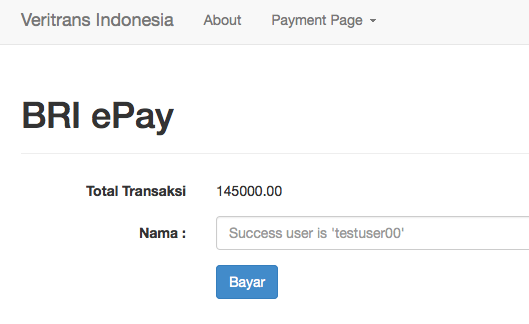 Veritrans Indonesia About Payment Page
BRI ePay
Total Transaksi 145000.00
Nama : Success user is 'testuser00'
Bayar